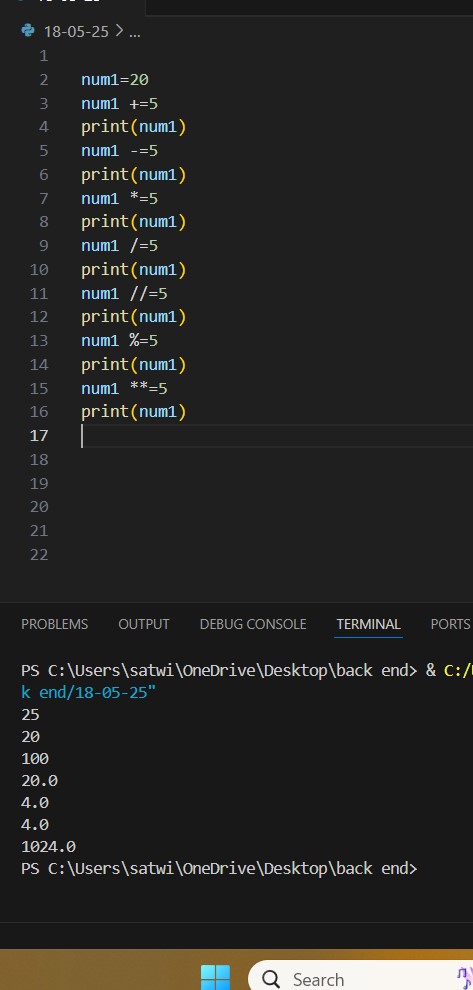 18-05-25 > ...
1
2 num1=20
3 num1 +=5
4 print(num1)
5 num1 -=5
6 print(num1)
7 num1 *=5
8 print(num1)
9 num1 /=5
10 print(num1)
11 num1 //=5
12 print(num1)
13 num1 %=5
14 print(num1)
15 num1 **=5
16 print(num1)
17
18
19
20
21
22
PROBLEMS OUTPUT DEBUG CONSOLE TERMINAL PORTS
PS C:\Users\satwi\OneDrive\Desktop\back end> & C:/
k end/18-05-25"
25
20
100
20.0
4.0
4.0
1024.0
PS C:\Users\satwi\OneDrive\Desktop\back end>
Search